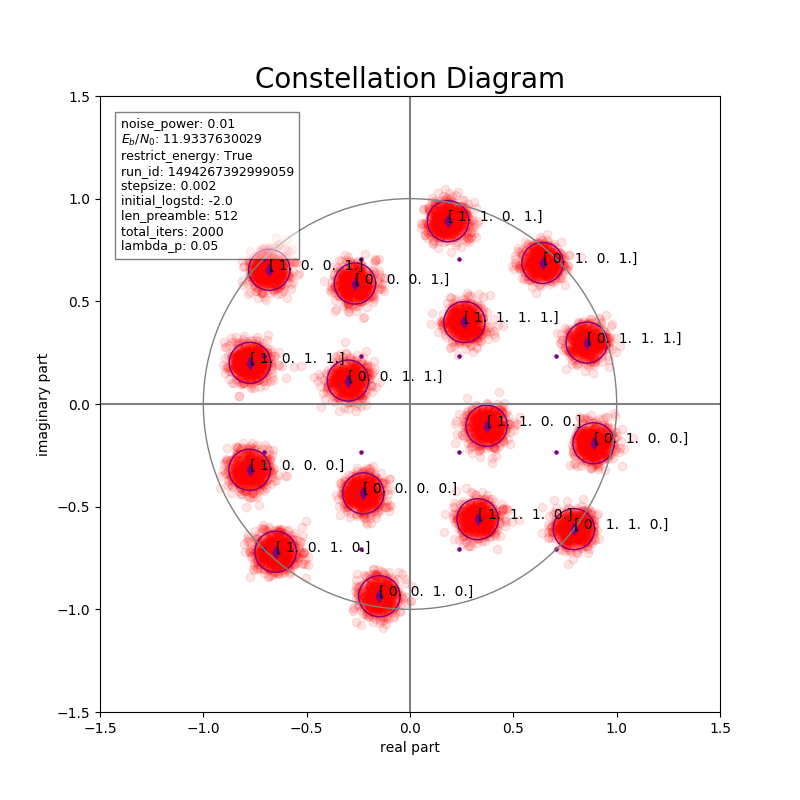 Constellation Diagram
1.5
noise_power: 0.01
E_b/N_0: 11.9337630029
restrict_energy: True
run_id: 1494267392999059
stepsize: 0.002
initial_logstd: -2.0
len_preamble: 512
total_iters: 2000
lambda_p: 0.05
1.0
[ 1. 1. 0. 1.]
[ 1. 0. 0. 1.]
[ 0. 0. 0. 1.]
[ 0. 1. 0. 1.]
0.5
[ 1. 1. 1. 1.]
[ 0. 1. 1. 1.]
[ 1. 0. 1. 1.]
[ 0. 0. 1. 1.]
imaginary part
0.0
[ 1. 1. 0. 0.]
[ 0. 1. 0. 0.]
[ 1. 0. 0. 0.]
[ 0. 0. 0. 0.]
−0.5
[ 1. 1. 1. 0.]
[ 0. 1. 1. 0.]
[ 1. 0. 1. 0.]
[ 0. 0. 1. 0.]
−1.0
−1.5
−1.5 −1.0 −0.5 0.0 0.5 1.0 1.5
real part